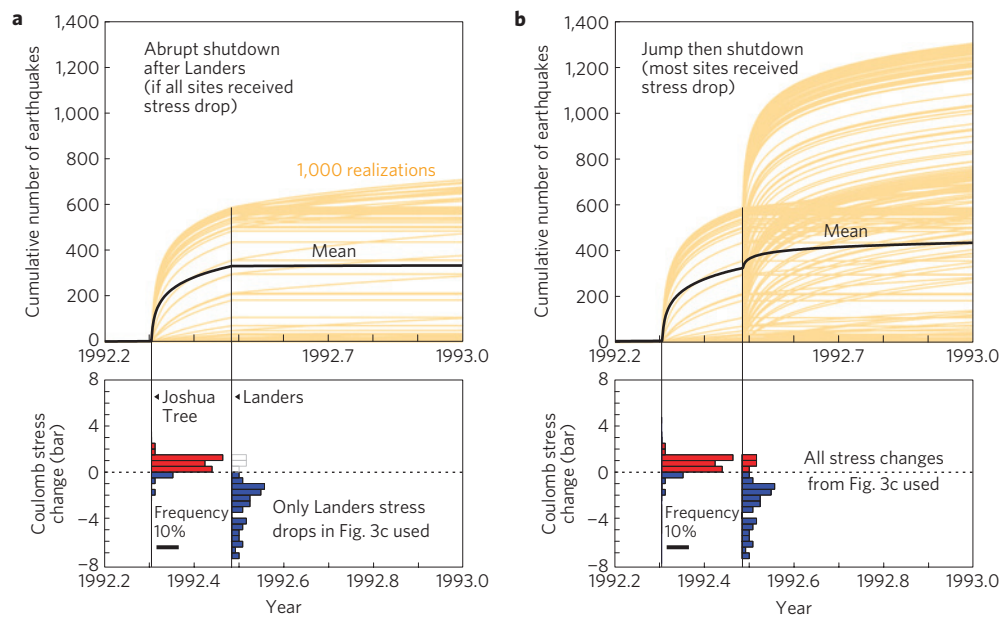 a
1,400
1,200
1,000
800
600
400
200
0
Cumulative number of earthquakes
Abrupt shutdown
after Landers
(if all sites received
stress drop)
1,000 realizations
Mean
1992.2
1992.7
1993.0
8
4
0
−4
−8
Coulomb stress
change (bar)
Joshua
Tree
Landers
Frequency
10%
Only Landers stress
drops in Fig. 3c used
1992.2
1992.4
1992.6
1993.0
Year
b
1,400
1,200
1,000
800
600
400
200
0
Cumulative number of earthquakes
Jump then shutdown
(most sites received
stress drop)
Mean
1992.2
1992.7
1993.0
8
4
0
−4
−8
Coulomb stress
change (bar)
All stress changes
from Fig. 3c used
Frequency
10%
1992.2
1992.4
1992.6
1993.0
Year